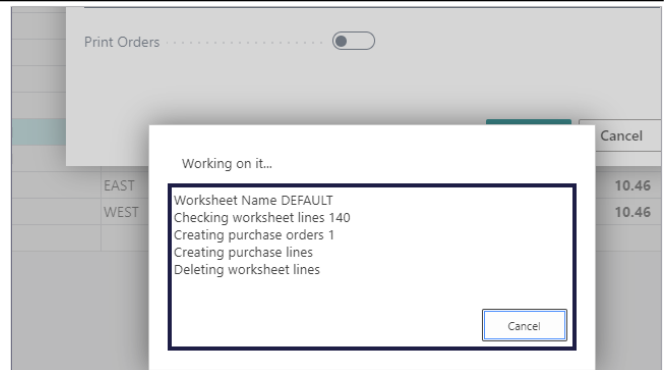 Print Orders
Cancel
Working on it...
EAST 10.46
WEST 10.46
Worksheet Name DEFAULT
Checking worksheet lines 140
Creating purchase orders 1
Creating purchase lines
Deleting worksheet lines
Cancel